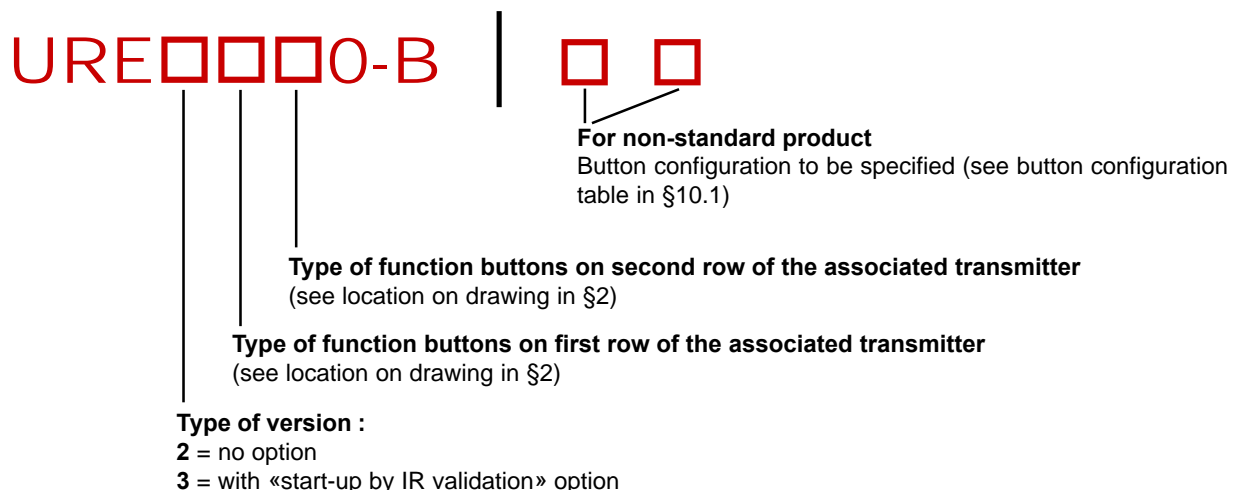 URE□□□0-B □ □
For non-standard product
Button configuration to be specified (see button configuration
table in §10.1)
Type of function buttons on second row of the associated transmitter
(see location on drawing in §2)
Type of function buttons on first row of the associated transmitter
(see location on drawing in §2)
Type of version :
2 = no option
3 = with «start-up by IR validation» option